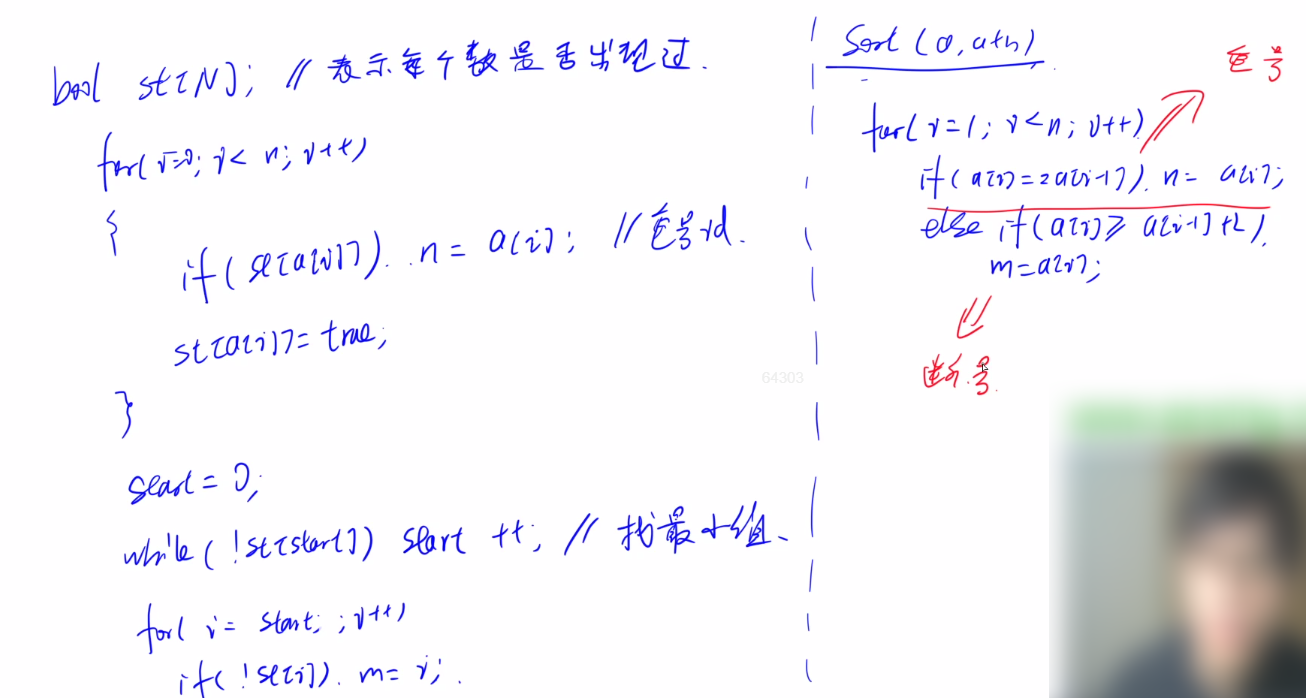 bool st[N]; // 表示每个数是否出现过.
for(i=0; i< n; i++)
{
if(st[a[i]]). n = a[i]; // 重号id.
st[a[i]]= true;
}
start = 0;
while( !st[start]) start ++; // 找最小值、
for( i= start; ; i++)
if( !st[i]). m= i;.
Sort (a, a+n)
for( i=1; i<n; i++)
重号
if( a[i]==a[i-1]). n= a[i];
else if(a[i]≥ a[i-1]+2).
m=a[i];
断号.
64303